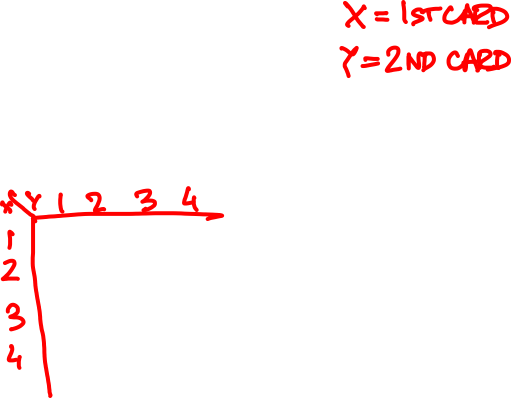 X = 1ST CARD
Y = 2ND CARD
X Y 1 2 3 4
1
2
3
4